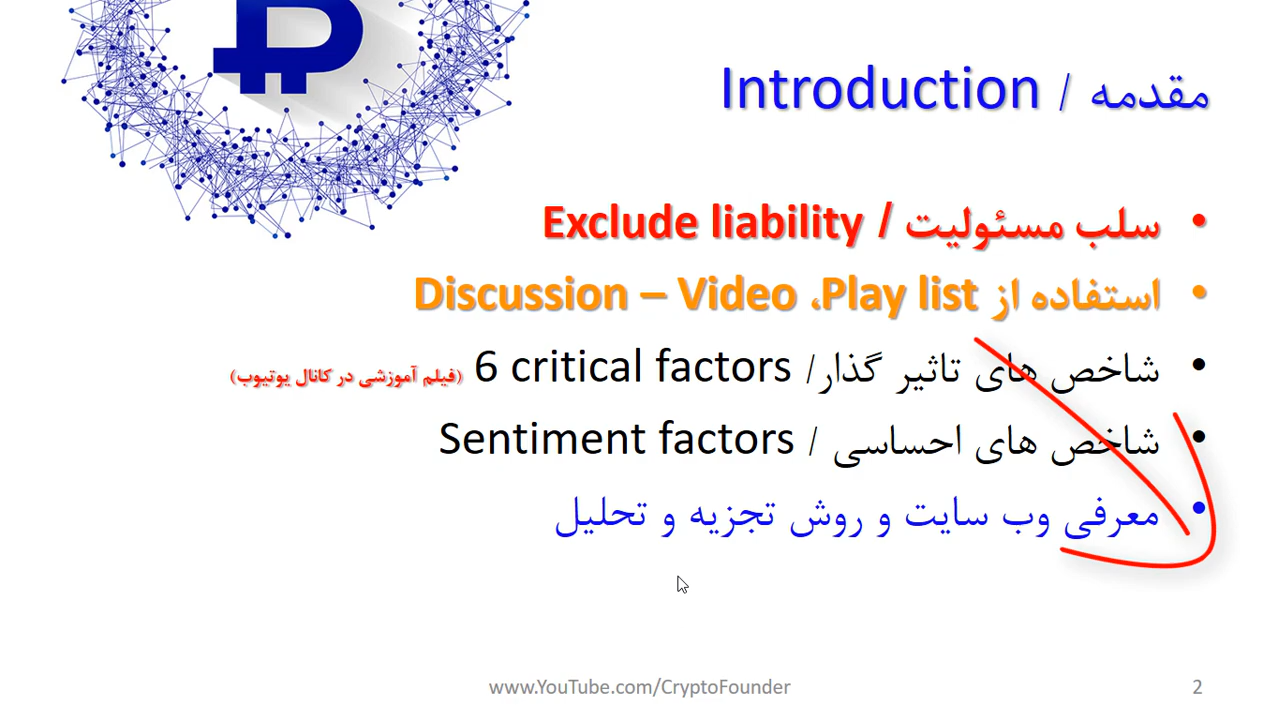 مقدمه / Introduction
• سلب مسئولیت / Exclude liability
• استفاده از Discussion – Video ،Play list
• شاخص های تاثیر گذار/ 6 critical factors (فیلم آموزشی در کانال یوتیوب)
• شاخص های احساسی / Sentiment factors
• معرفی وب سایت و روش تجزیه و تحلیل
www.YouTube.com/CryptoFounder
2